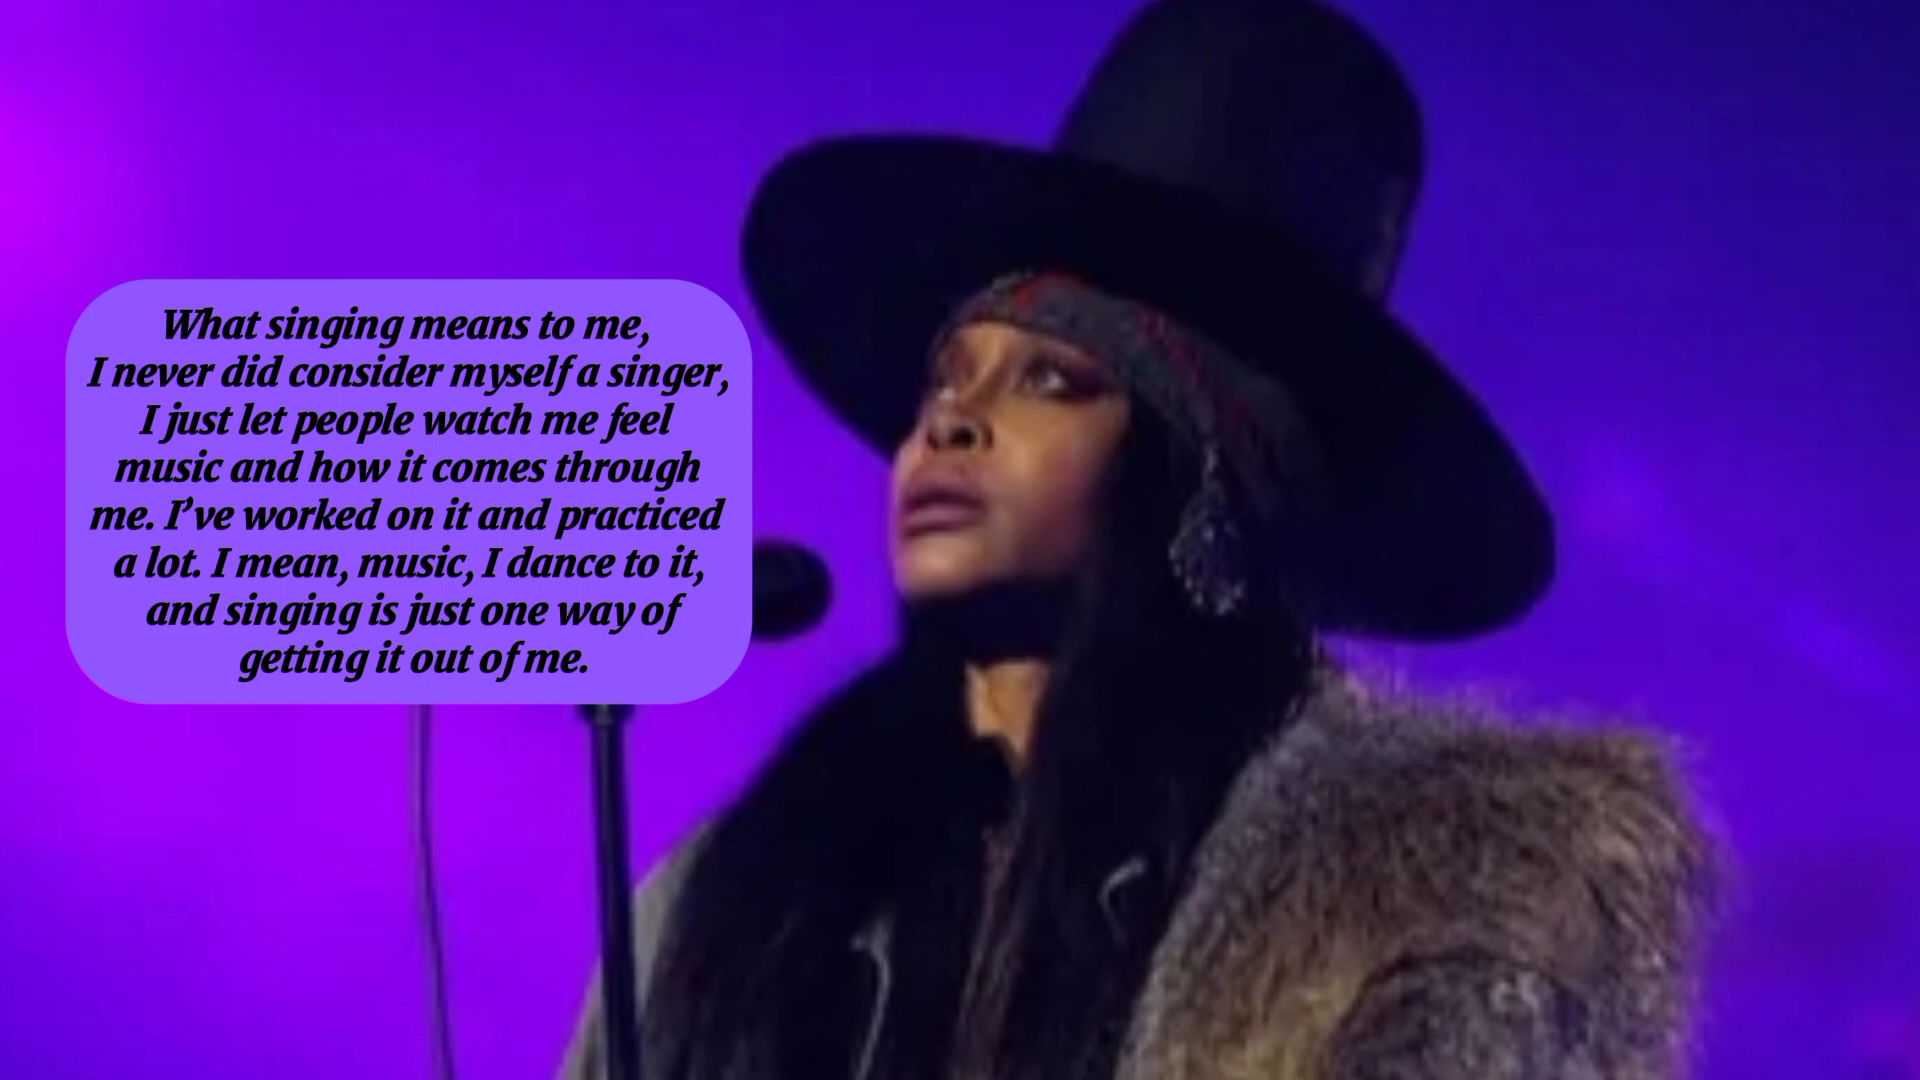 What singing means to me,
I never did consider myself a singer,
I just let people watch me feel
music and how it comes through
me. I’ve worked on it and practiced
a lot. I mean, music, I dance to it,
and singing is just one way of
getting it out of me.